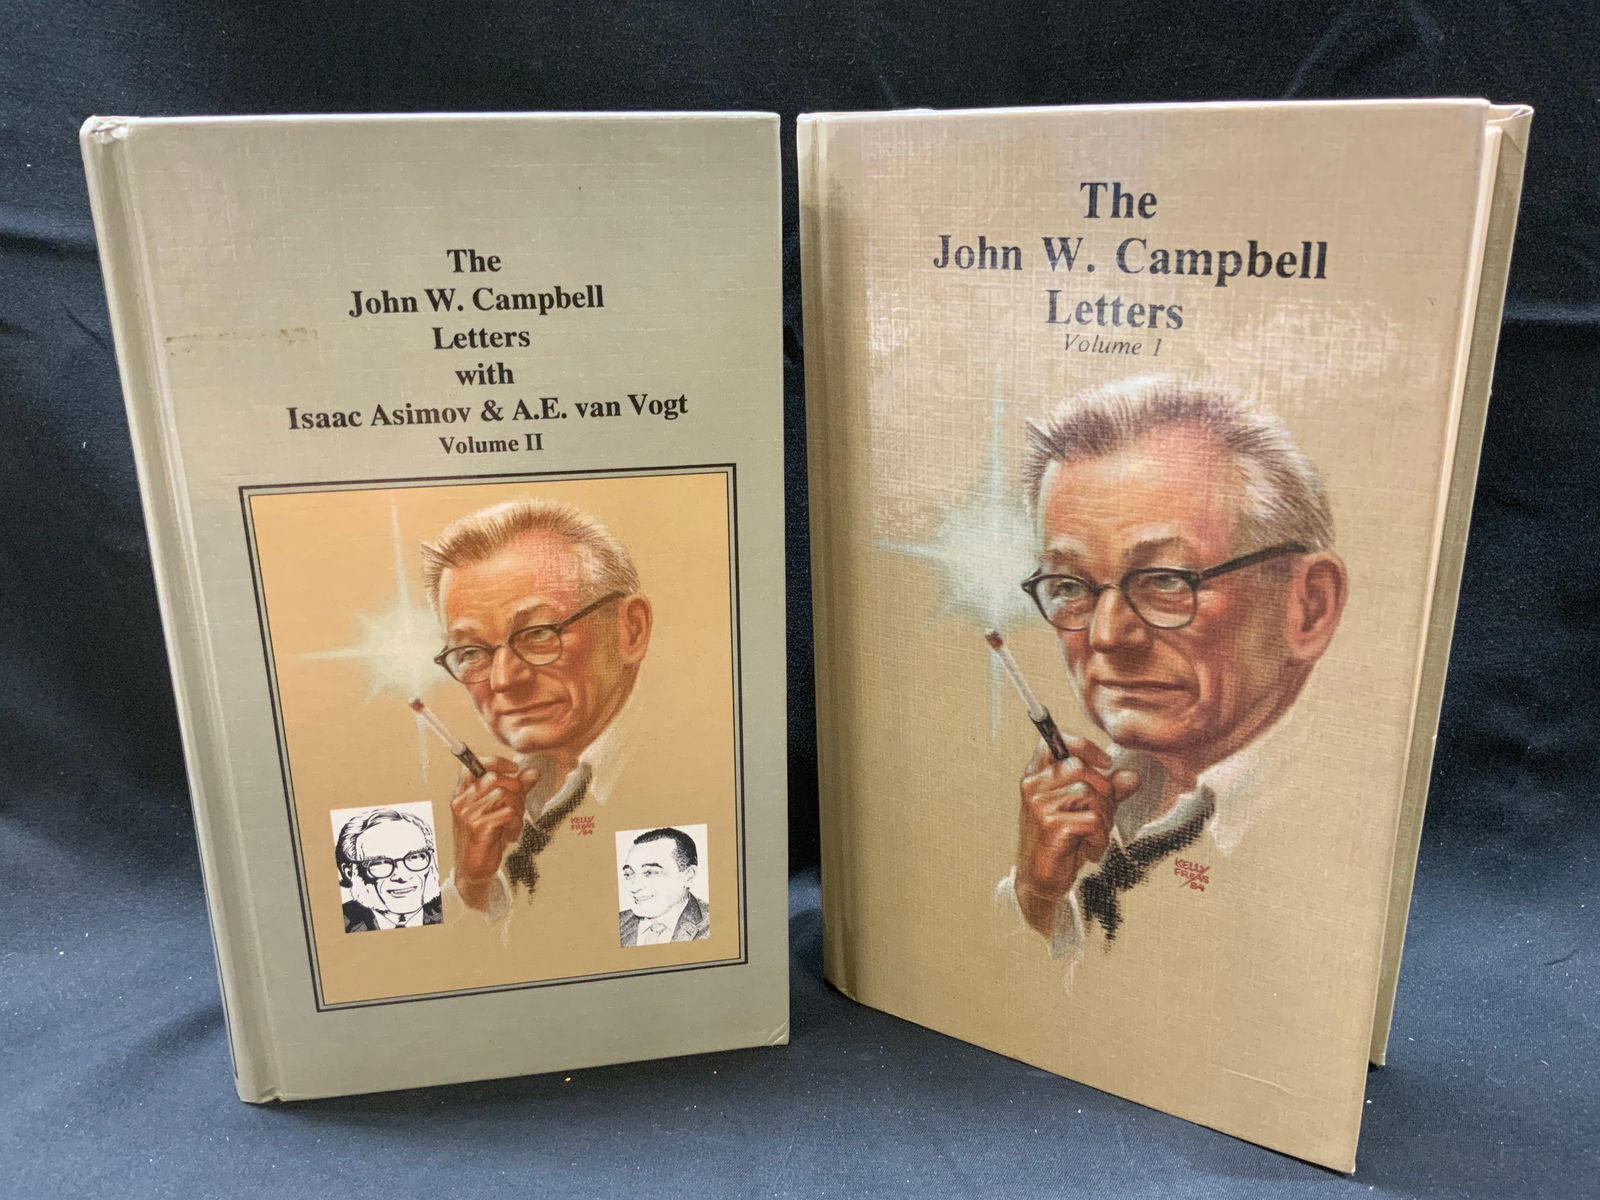 The
John W. Campbell
Letters
with
Isaac Asimov & A.E. van Vogt
Volume II
KELLY
FREAS
/84
The
John W. Campbell
Letters
Volume 1
KELLY
FREAS
/84